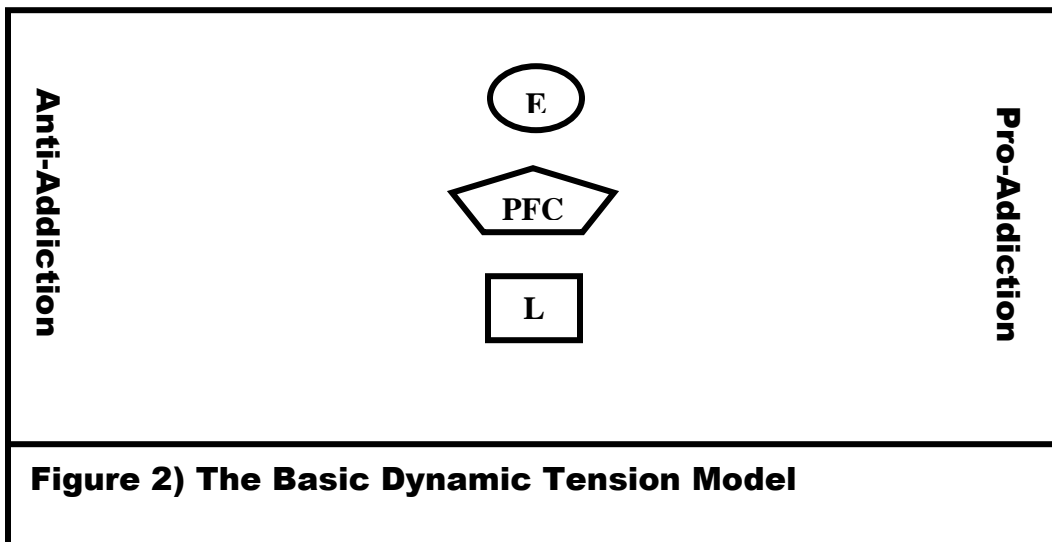 Anti-Addiction
E
PFC
L
Pro-Addiction
Figure 2) The Basic Dynamic Tension Model